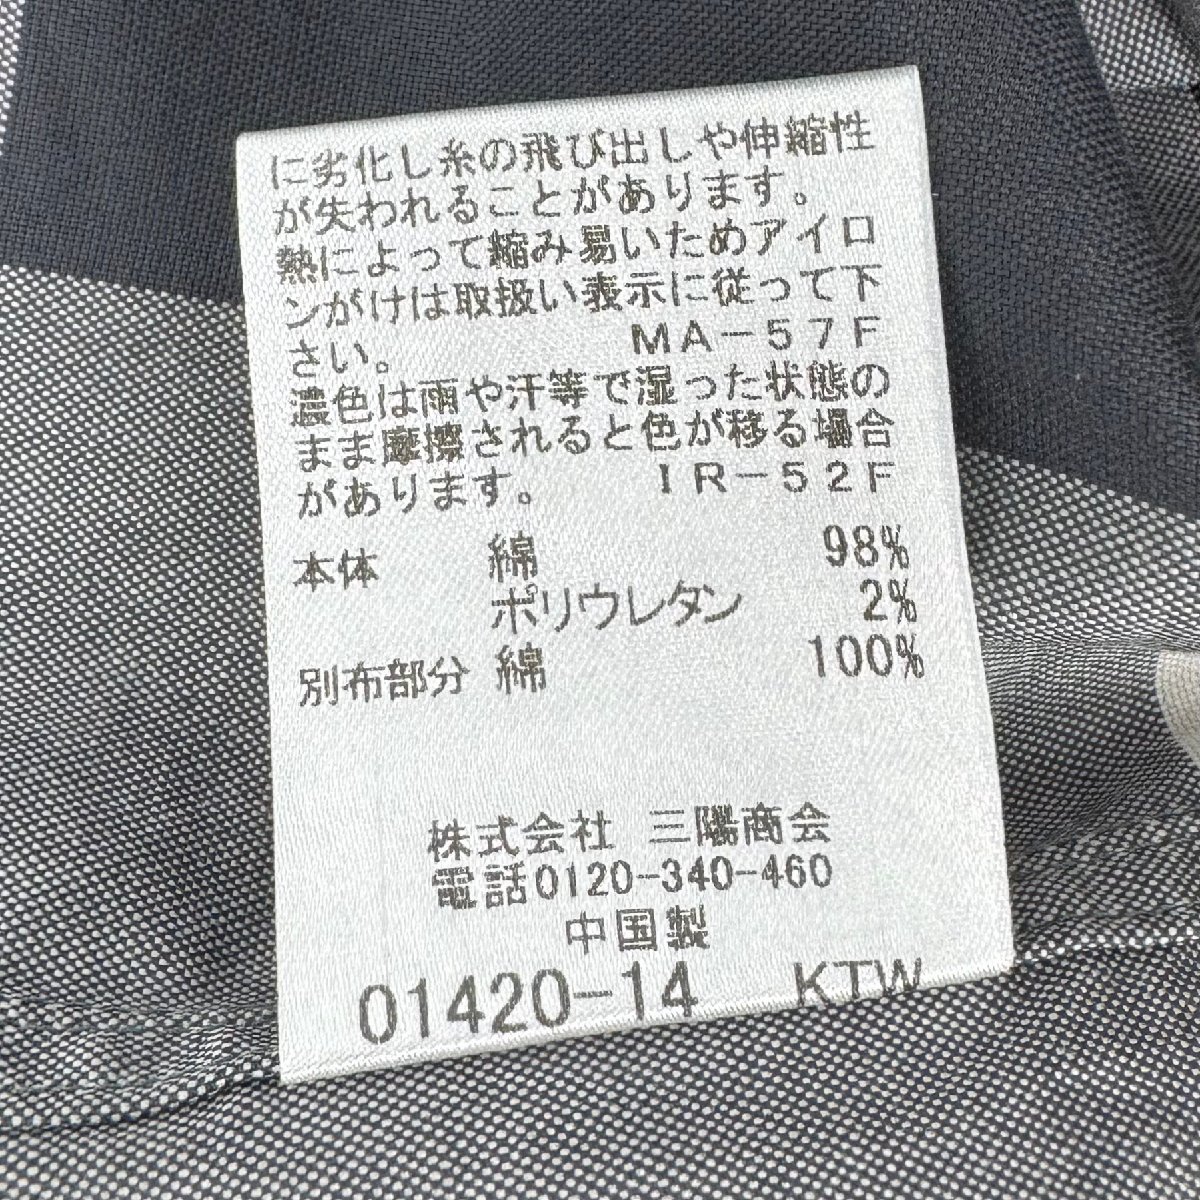 に劣化し糸の飛び出しや伸縮性
が失われることがあります。
熱によって縮み易いためアイロ
ンがけは取扱い表示に従って下
さい。 MA-57F
濃色は雨や汗等で湿った状態の
まま摩擦されると色が移る場合
があります。 IR-52F
本体 綿 98%
ポリウレタン 2%
別布部分 綿 100%
株式会社 三陽商会
電話0120-340-460
中国製
01420-14 KTW